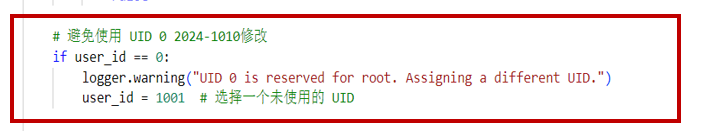 # 避免使用 UID 0 2024-1010修改
if user_id == 0:
logger.warning("UID 0 is reserved for root. Assigning a different UID.")
user_id = 1001 # 选择一个未使用的 UID